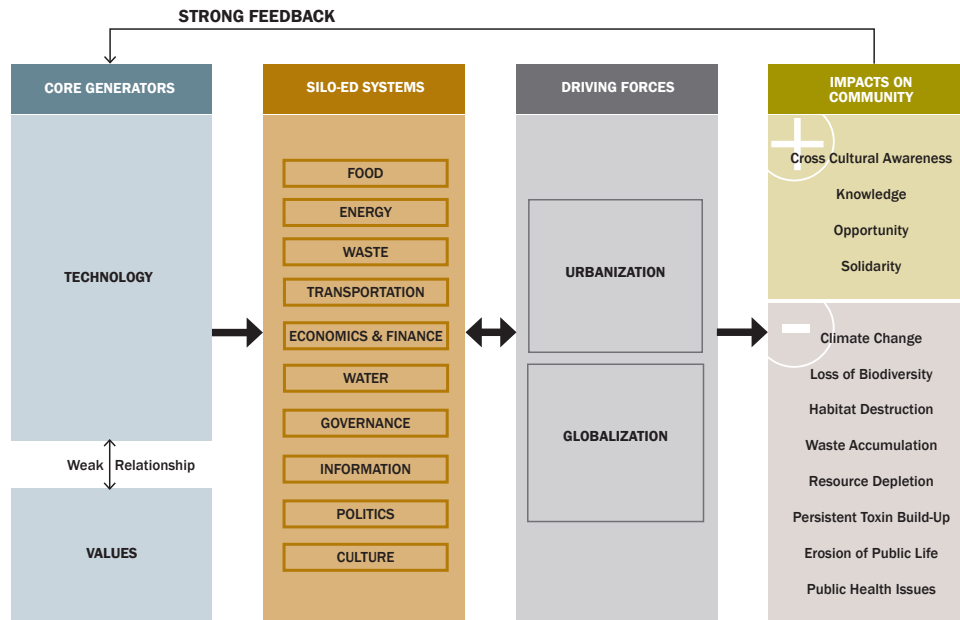 STRONG FEEDBACK
CORE GENERATORS
TECHNOLOGY
Weak Relationship
VALUES
SILO-ED SYSTEMS
FOOD
ENERGY
WASTE
TRANSPORTATION
ECONOMICS & FINANCE
WATER
GOVERNANCE
INFORMATION
POLITICS
CULTURE
DRIVING FORCES
URBANIZATION
GLOBALIZATION
IMPACTS ON
COMMUNITY
+
Cross Cultural Awareness
Knowledge
Opportunity
Solidarity
-
Climate Change
Loss of Biodiversity
Habitat Destruction
Waste Accumulation
Resource Depletion
Persistent Toxin Build-Up
Erosion of Public Life
Public Health Issues